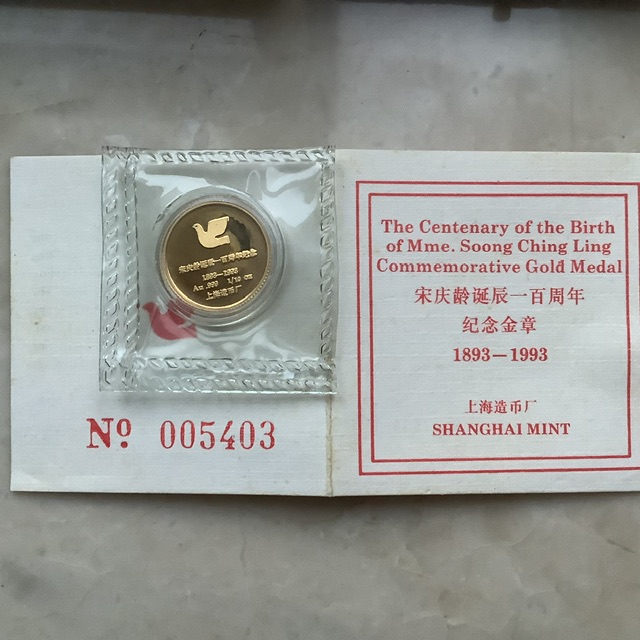 宋庆龄诞辰一百周年纪念
1893—1993
Au .999 1/10 oz
上海造币厂
Nº 005403
The Centenary of the Birth
of Mme. Soong Ching Ling
Commemorative Gold Medal
宋庆龄诞辰一百周年
纪念金章
1893—1993
上海造币厂
SHANGHAI MINT